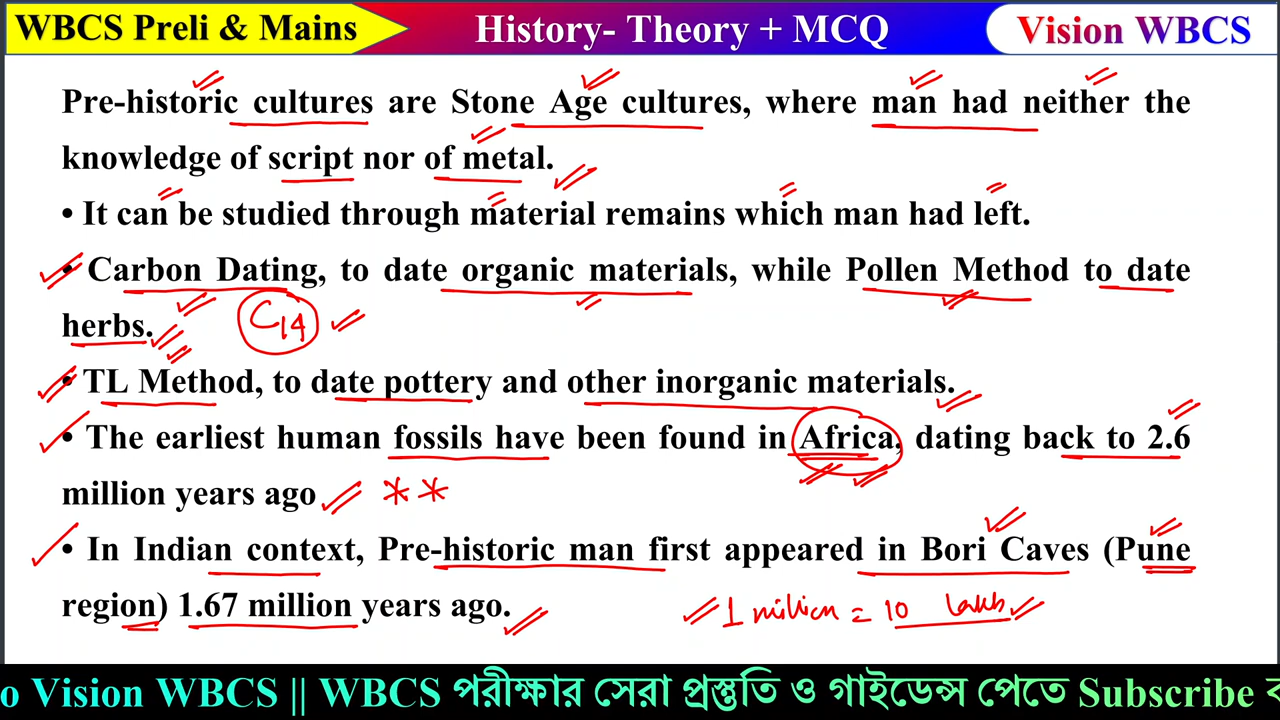 WBCS Preli & Mains
History- Theory + MCQ
Vision WBCS
Pre-historic cultures are Stone Age cultures, where man had neither the
knowledge of script nor of metal.
• It can be studied through material remains which man had left.
• Carbon Dating, to date organic materials, while Pollen Method to date
herbs.
C14
• TL Method, to date pottery and other inorganic materials.
• The earliest human fossils have been found in Africa, dating back to 2.6
million years ago **
• In Indian context, Pre-historic man first appeared in Bori Caves (Pune
region) 1.67 million years ago.
1 million = 10 lakhs
o Vision WBCS || WBCS পরীক্ষার সেরা প্রস্তুতি ও গাইডেন্স পেতে Subscribe ক